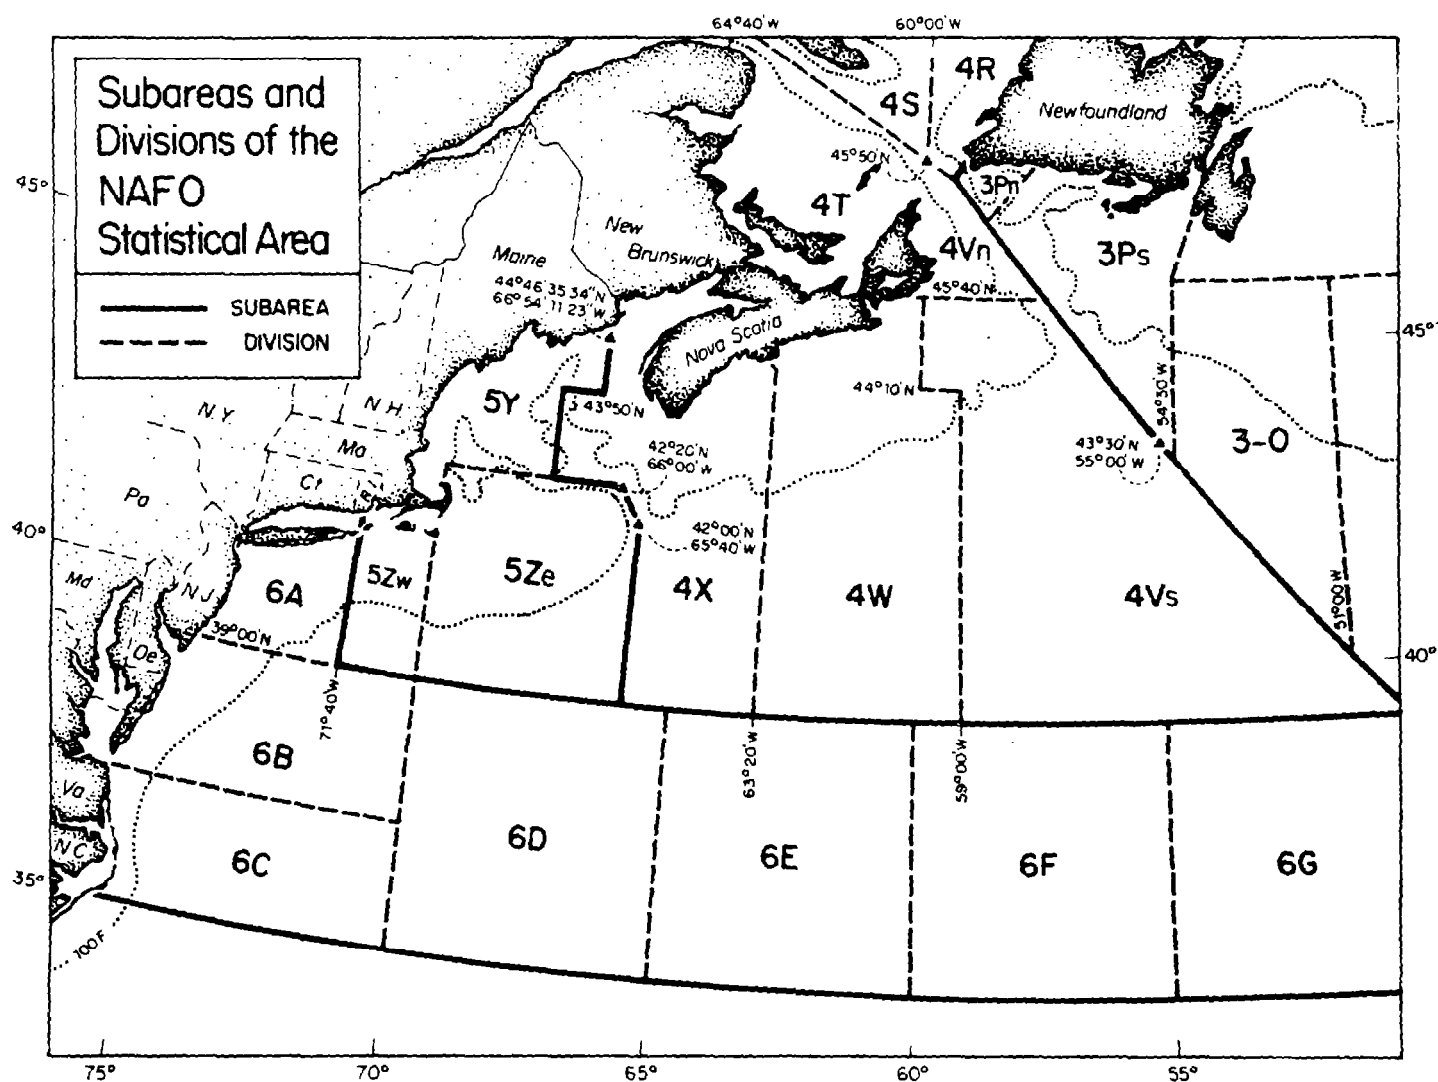 64°40'W 60°00'W
Subareas and
Divisions of the
NAFO
Statistical Area
SUBAREA
DIVISION
4R
4S
Newfoundland
45°50'N
3Pn
45°
4T
New
Brunswick
4Vn
3Ps
Maine
44°46'35.34"N
66°54'11.23"W
45°40'N
Nova Scotia
45°
5Y
43°50'N
44°10'N
54°30'W
N.Y.
N.H.
Ma
42°20'N
66°00'W
43°30'N
55°00'W
3-O
Ct
R
Pa
40°
42°00'N
65°40'W
Md
N.J.
6A
5Zw
5Ze
4X
4W
4Vs
51°00'W
39°00'N
De
40°
71°40'W
6B
63°20'W
59°00'W
Va
N.C.
6C
6D
6E
6F
6G
35°
100F
75° 70° 65° 60° 55°